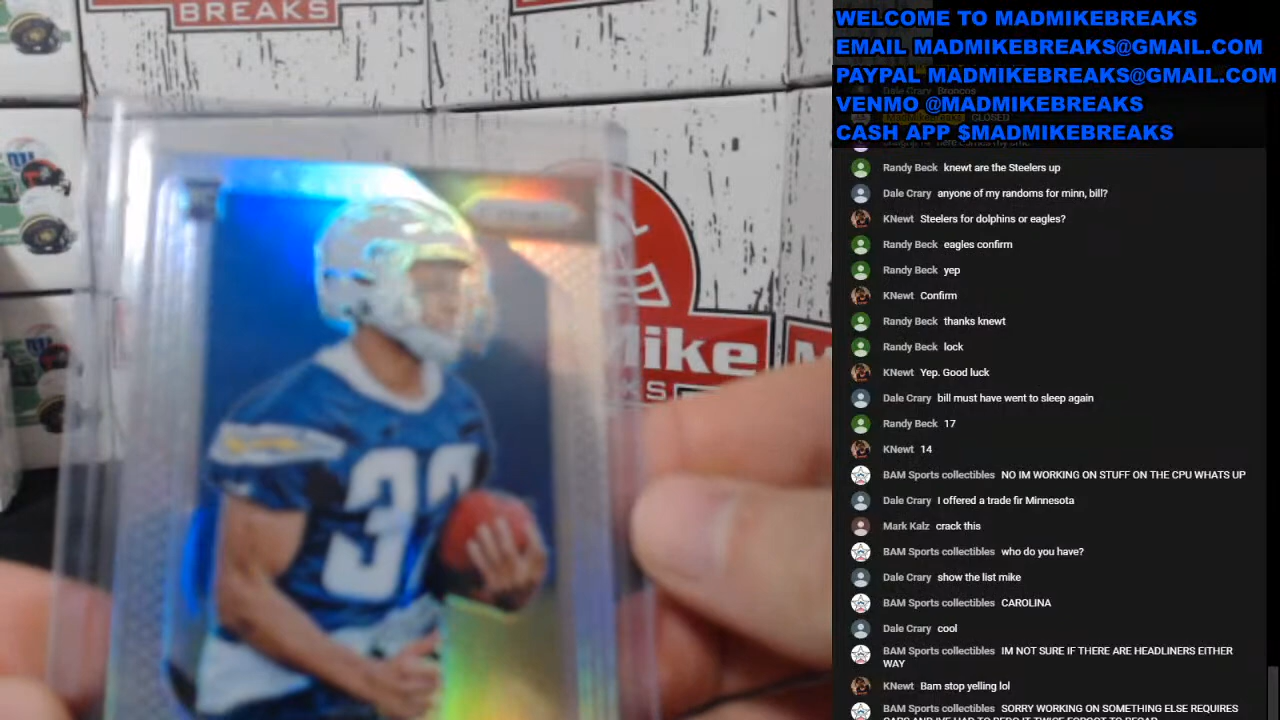 BREAKS
WELCOME TO MADMIKEBREAKS
EMAIL MADMIKEBREAKS@GMAIL.COM
PAYPAL MADMIKEBREAKS@GMAIL.COM
VENMO @MADMIKEBREAKS
CASH APP $MADMIKEBREAKS
Dale Crary Broncos
MadMikeBreaks CLOSED
Randy Beck knewt are the Steelers up
Dale Crary anyone of my randoms for minn, bill?
KNewt Steelers for dolphins or eagles?
Randy Beck eagles confirm
Randy Beck yep
KNewt Confirm
Randy Beck thanks knewt
Randy Beck lock
KNewt Yep. Good luck
Dale Crary bill must have went to sleep again
Randy Beck 17
KNewt 14
BAM Sports collectibles NO IM WORKING ON STUFF ON THE CPU WHATS UP
Dale Crary I offered a trade fir Minnesota
Mark Kalz crack this
BAM Sports collectibles who do you have?
Dale Crary show the list mike
BAM Sports collectibles CAROLINA
Dale Crary cool
BAM Sports collectibles IM NOT SURE IF THERE ARE HEADLINERS EITHER
WAY
KNewt Bam stop yelling lol
BAM Sports collectibles SORRY WORKING ON SOMETHING ELSE REQUIRES
Mike